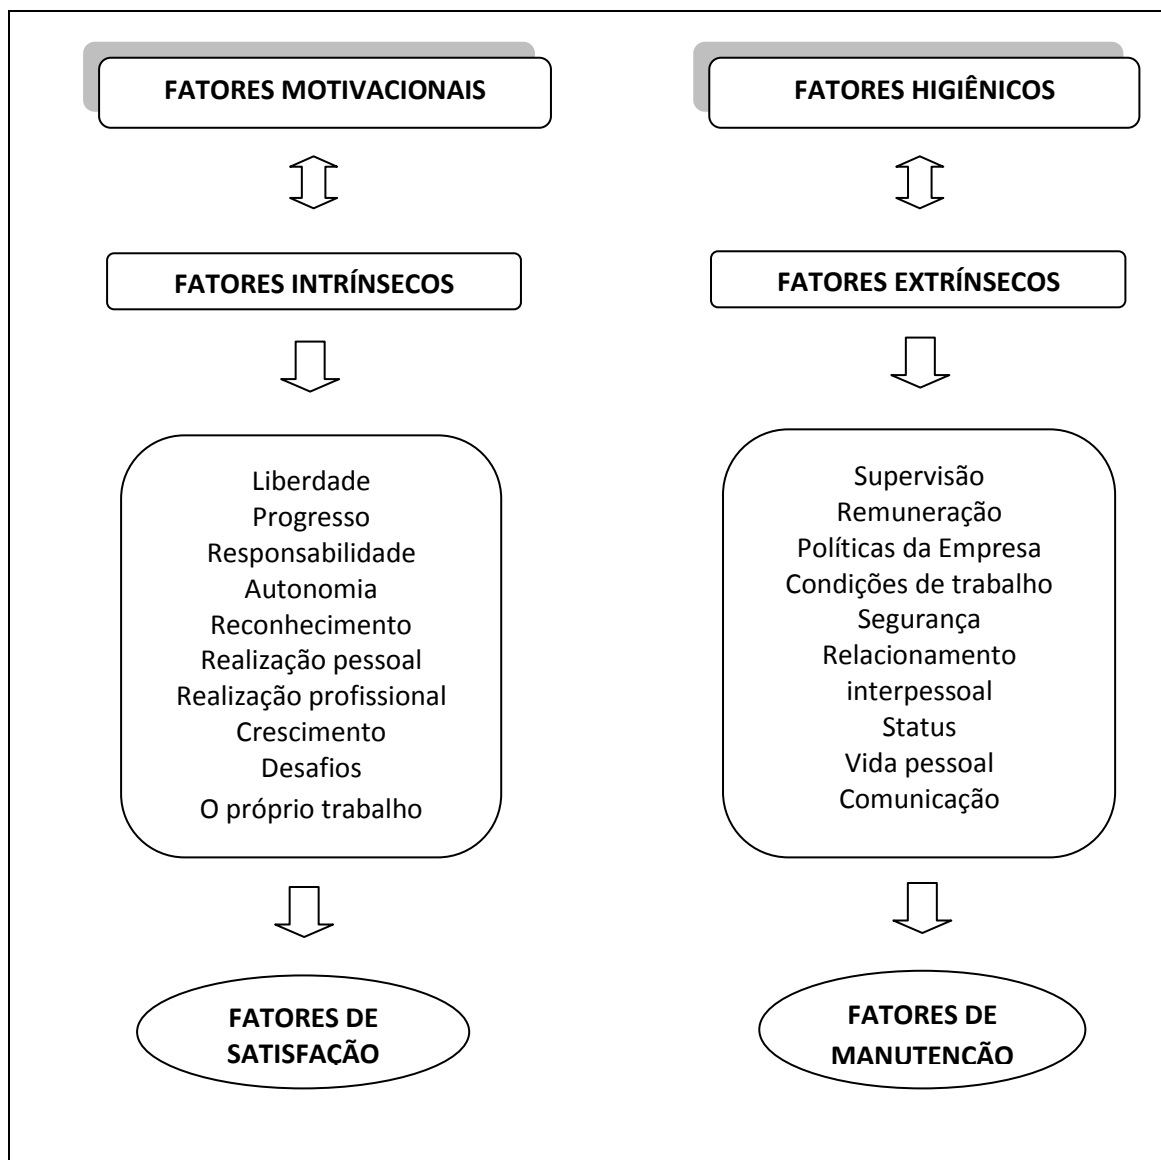 FATORES MOTIVACIONAIS
FATORES INTRÍNSECOS
Liberdade
Progresso
Responsabilidade
Autonomia
Reconhecimento
Realização pessoal
Realização profissional
Crescimento
Desafios
O próprio trabalho
FATORES DE
SATISFAÇÃO
FATORES HIGIÊNICOS
FATORES EXTRÍNSECOS
Supervisão
Remuneração
Políticas da Empresa
Condições de trabalho
Segurança
Relacionamento
interpessoal
Status
Vida pessoal
Comunicação
FATORES DE
MANUTENÇÃO